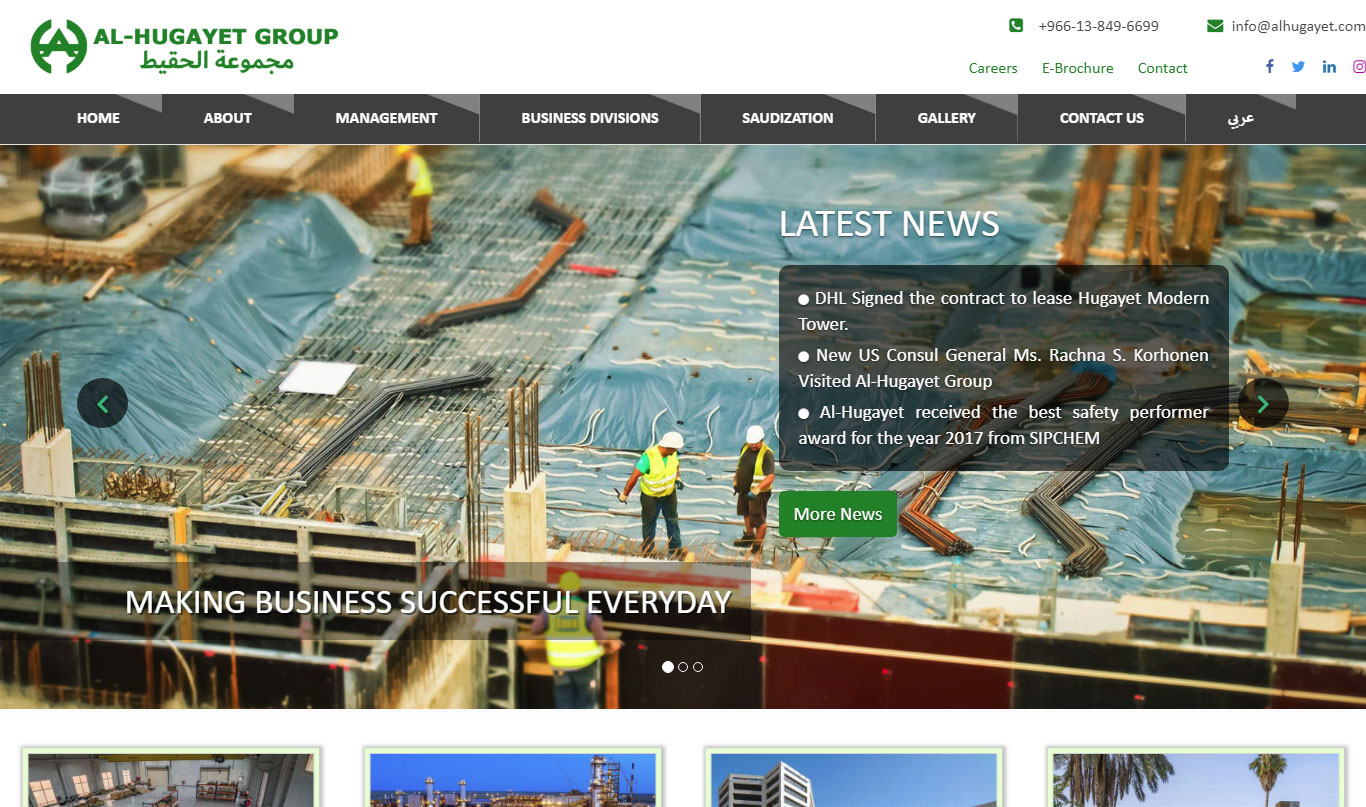 AL-HUGAYET GROUP
مجموعة الحقيط
+966-13-849-6699
info@alhugayet.com
Careers
E-Brochure
Contact
HOME
ABOUT
MANAGEMENT
BUSINESS DIVISIONS
SAUDIZATION
GALLERY
CONTACT US
عربي
LATEST NEWS
● DHL Signed the contract to lease Hugayet Modern
Tower.
● New US Consul General Ms. Rachna S. Korhonen
Visited Al-Hugayet Group
● Al-Hugayet received the best safety performer
award for the year 2017 from SIPCHEM
More News
MAKING BUSINESS SUCCESSFUL EVERYDAY